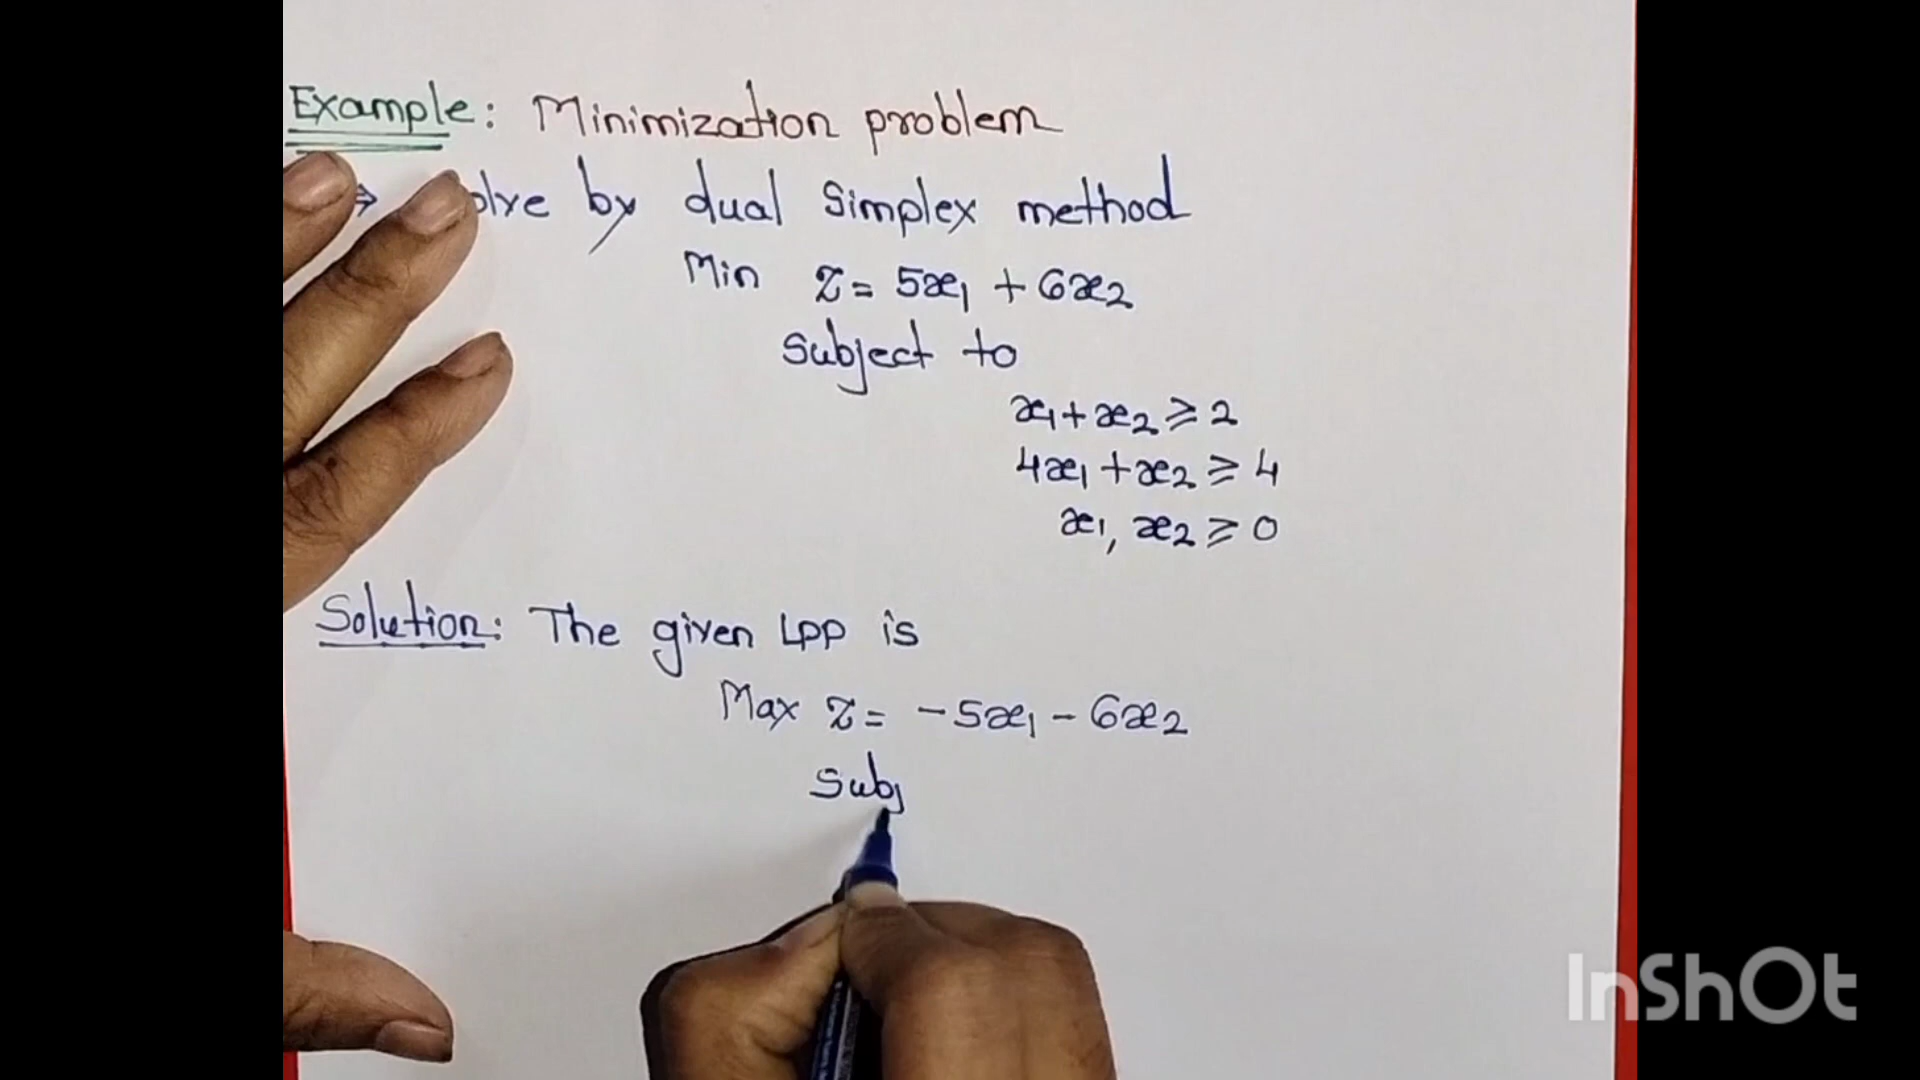 Example: Minimization problem
⇒ olve by dual Simplex method
Min z = 5x₁ + 6x₂
Subject to
x₁ + x₂ ≥ 2
4x₁ + x₂ ≥ 4
x₁, x₂ ≥ 0
Solution: The given LPP is
Max z = -5x₁ - 6x₂
Subj
InShOt